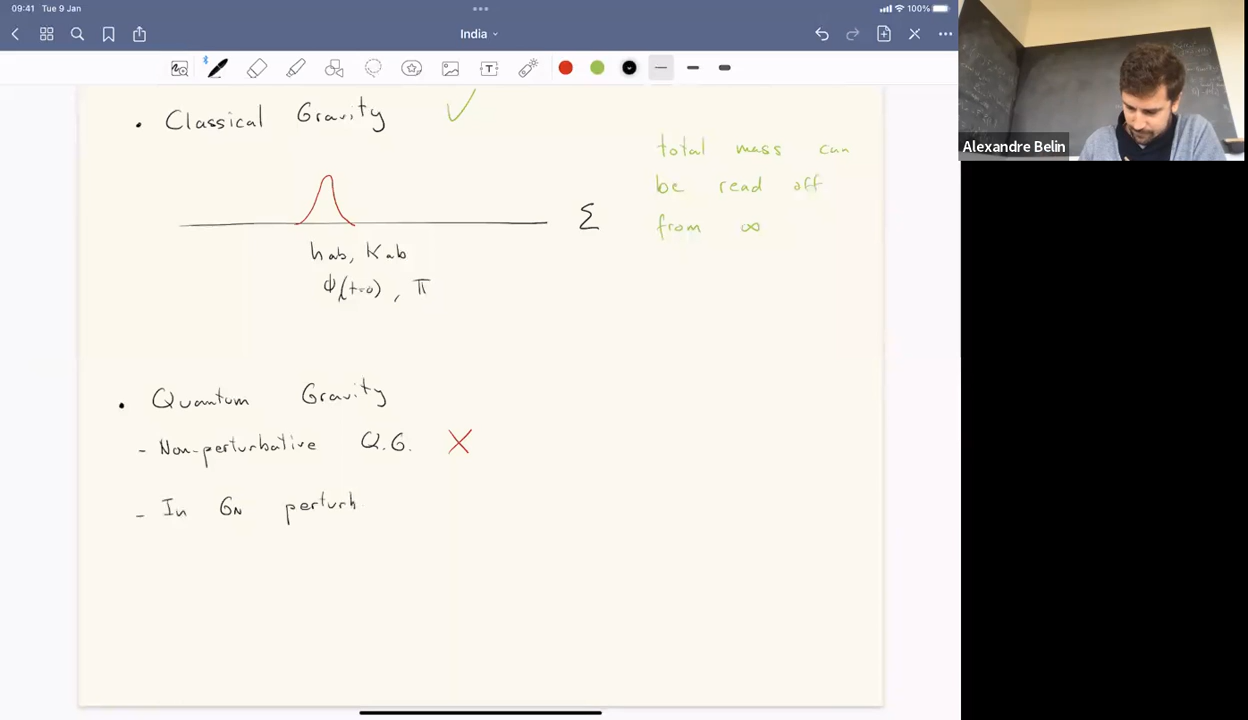 09:41 Tue 9 Jan
100%
India
• Classical Gravity ✓
total mass can
be read off
from ∞
Σ
hab, Kab
ϕ(t=0), Π
• Quantum Gravity
- Non-perturbative Q.G. X
- In GN perturb
Alexandre Belin